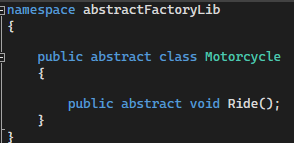 namespace abstractFactoryLib
{
public abstract class Motorcycle
{
public abstract void Ride();
}
}